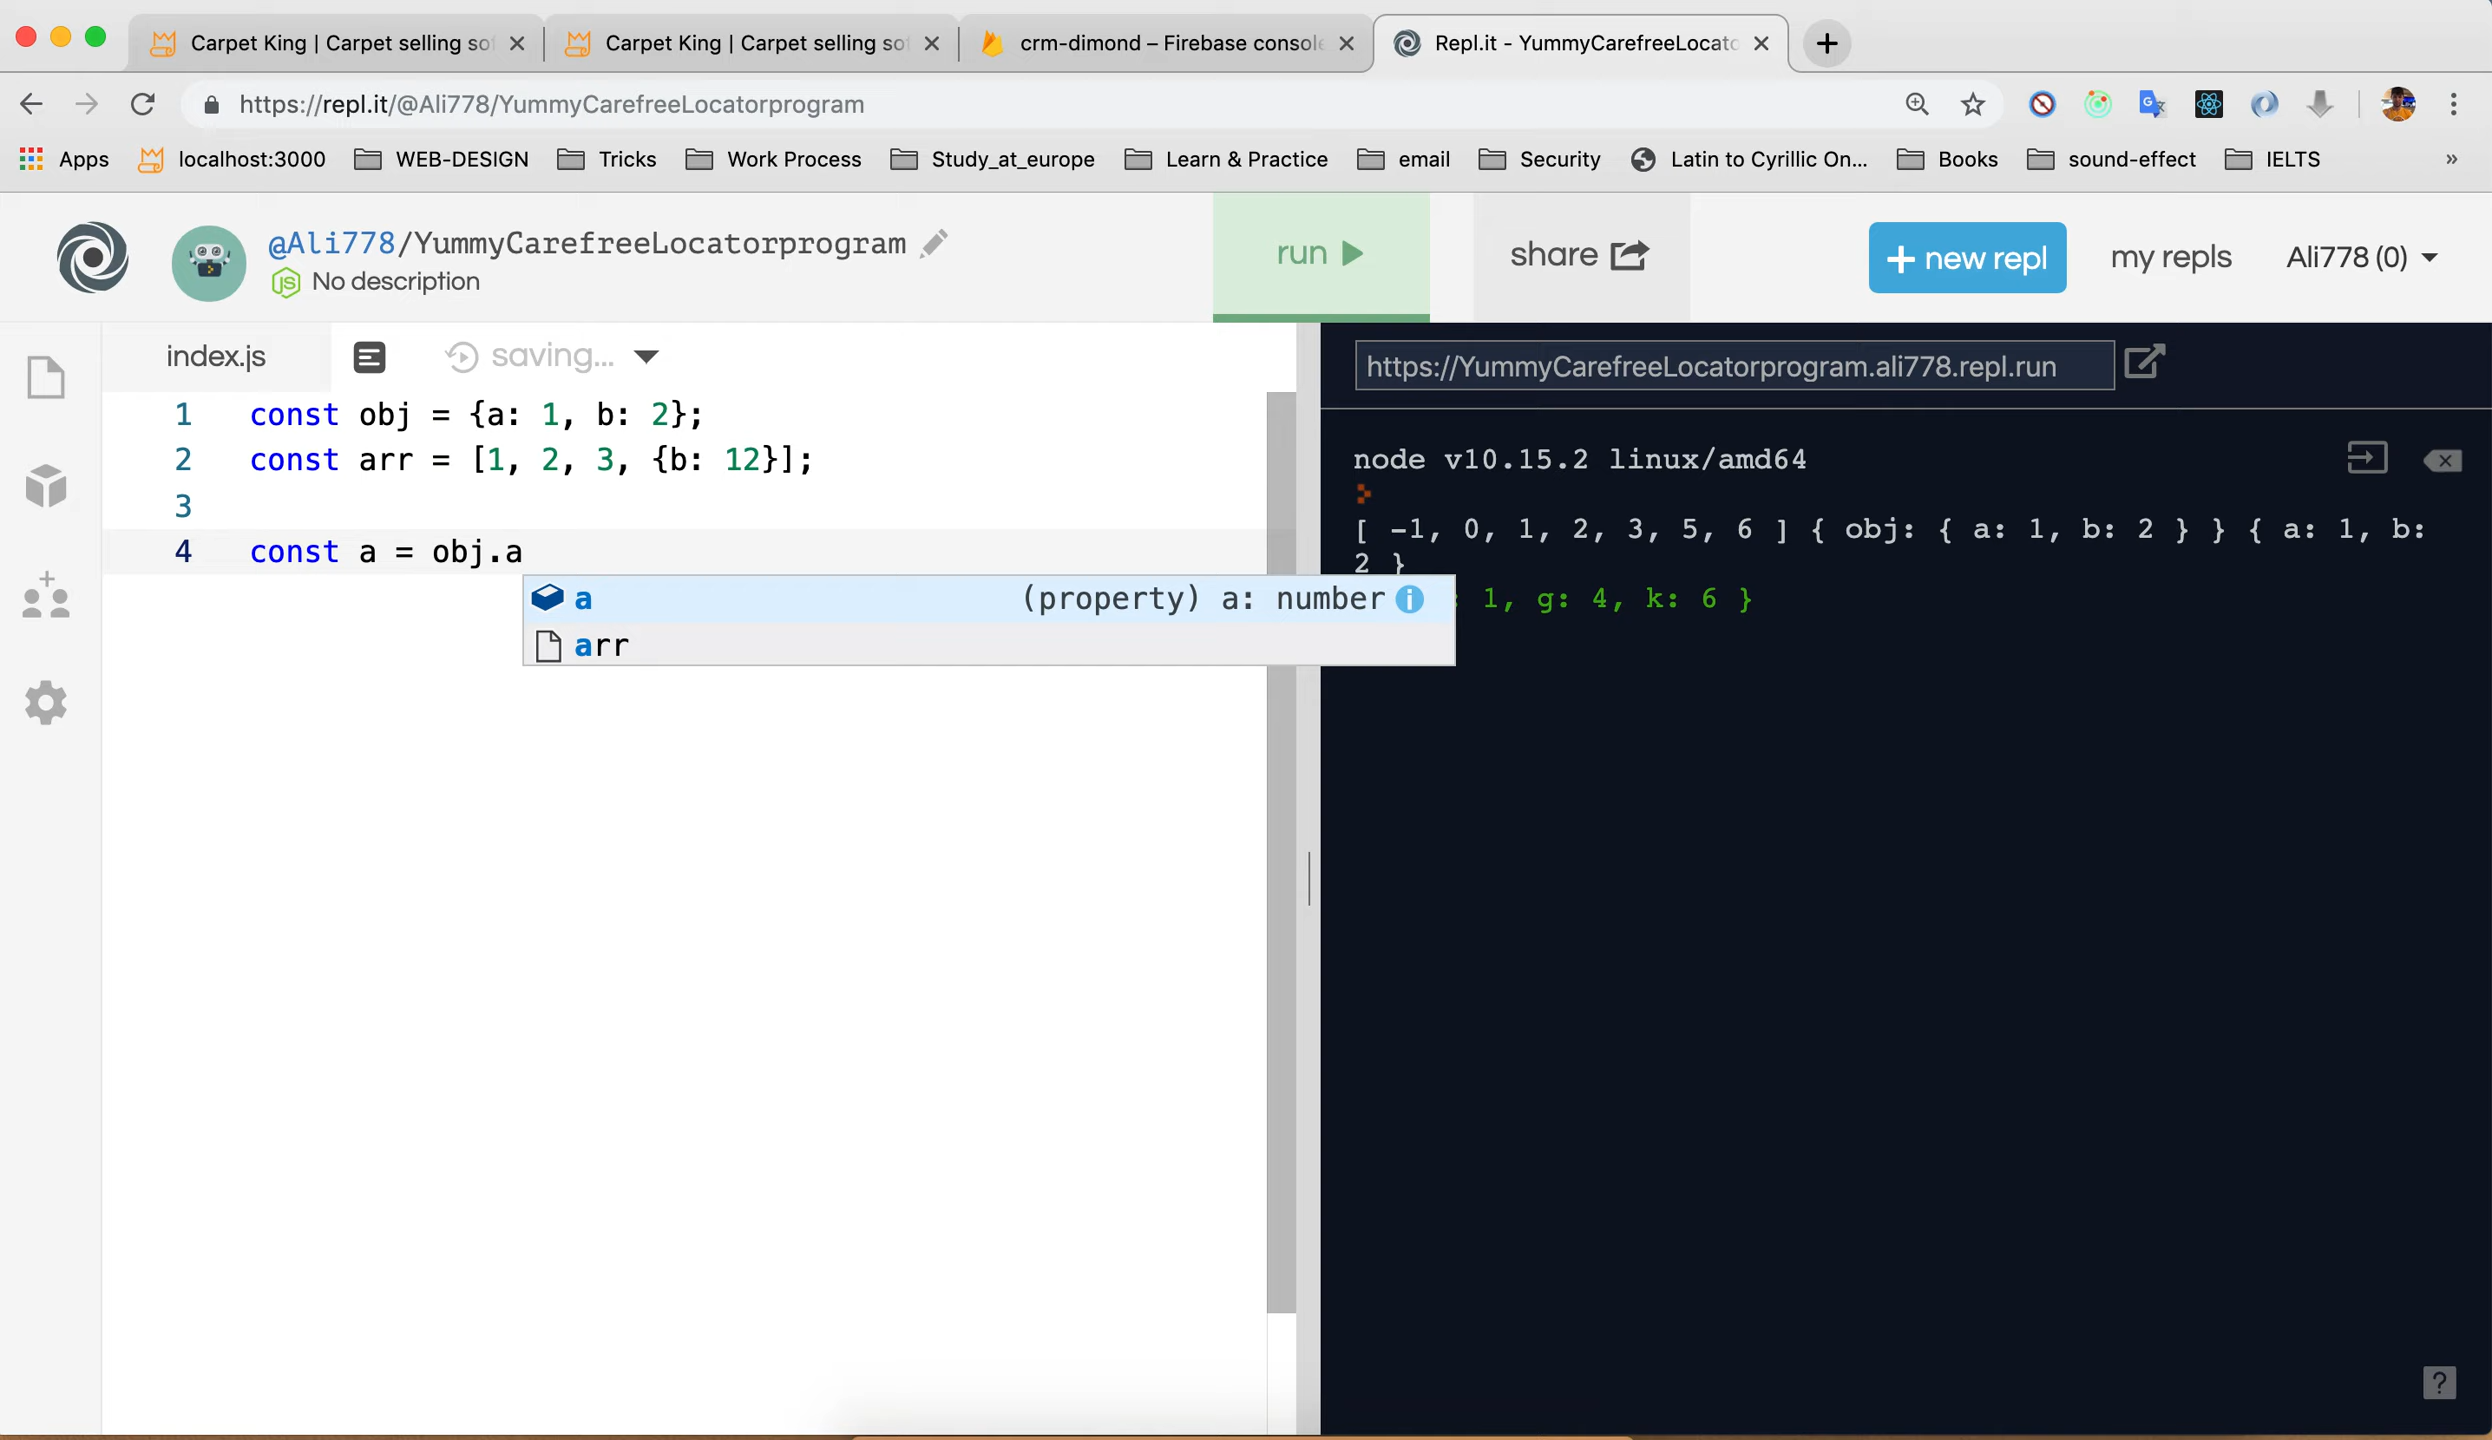 Carpet King | Carpet selling sof
Carpet King | Carpet selling sof
crm-dimond – Firebase console
Repl.it - YummyCarefreeLocato
https://repl.it/@Ali778/YummyCarefreeLocatorprogram
Apps
localhost:3000
WEB-DESIGN
Tricks
Work Process
Study_at_europe
Learn & Practice
email
Security
Latin to Cyrillic On...
Books
sound-effect
IELTS
»
@Ali778/YummyCarefreeLocatorprogram
No description
run
share
+ new repl
my repls
Ali778 (0)
index.js
saving...
1 const obj = {a: 1, b: 2};
2 const arr = [1, 2, 3, {b: 12}];
3
4 const a = obj.a
a (property) a: number
arr
https://YummyCarefreeLocatorprogram.ali778.repl.run
node v10.15.2 linux/amd64
[ -1, 0, 1, 2, 3, 5, 6 ] { obj: { a: 1, b: 2 } } { a: 1, b:
2 }
: 1, g: 4, k: 6 }
?